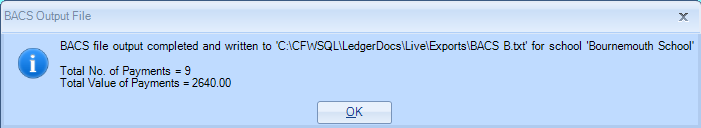 BACS Output File
BACS file output completed and written to 'C:\CFWSQL\LedgerDocs\Live\Exports\BACS B.txt' for school 'Bournemouth School'
Total No. of Payments = 9
Total Value of Payments = 2640.00
OK